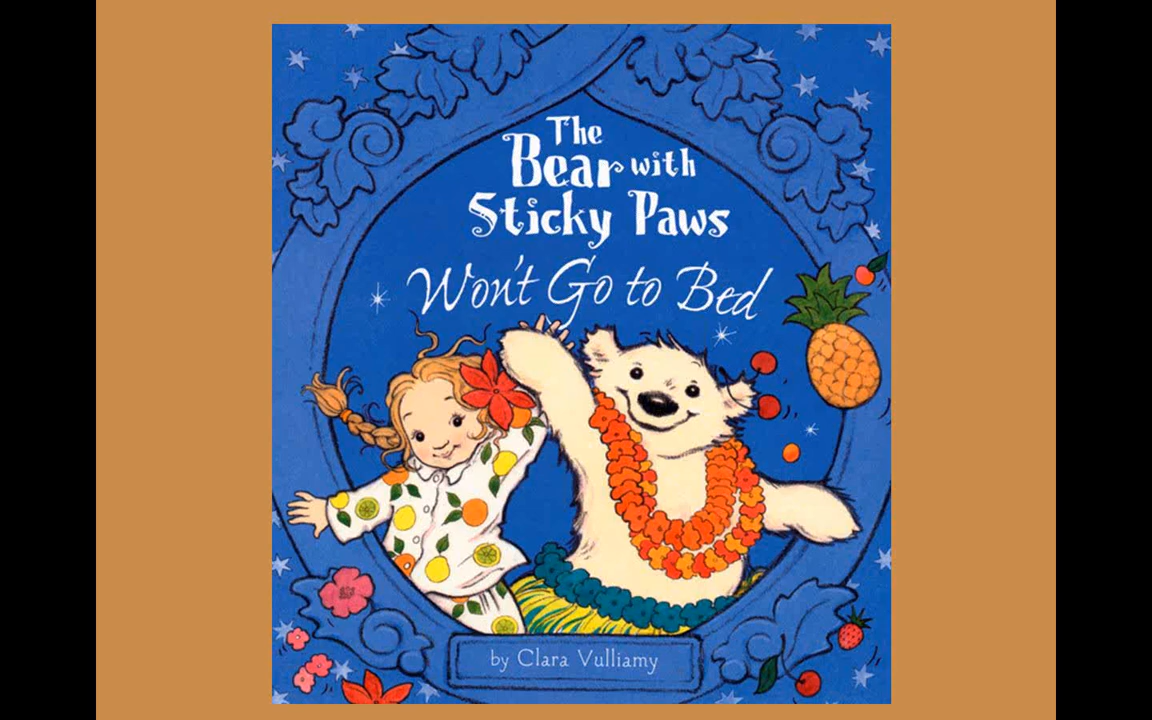 The
Bear with
Sticky Paws
Won't Go to Bed
by Clara Vulliamy